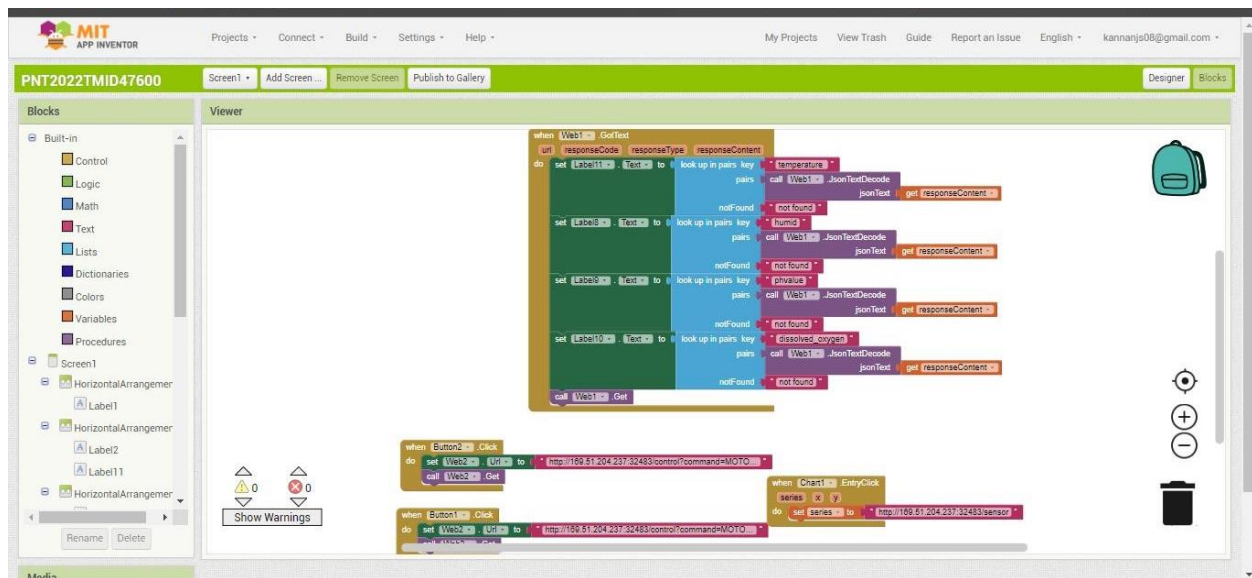 MIT
APP INVENTOR
Projects Connect Build Settings Help My Projects View Trash Guide Report an Issue English kannanjs08@gmail.com
PNT2022TMID47600 Screen1 Add Screen ... Remove Screen Publish to Gallery Designer Blocks
Blocks
Viewer
Built-in
Control
Logic
Math
Text
Lists
Dictionaries
Colors
Variables
Procedures
Screen1
HorizontalArrangemer
Label1
HorizontalArrangemer
Label2
Label11
HorizontalArrangemer
Rename Delete
Media
when Web1 .GotText
url responseCode responseType responseContent
do set Label11 . Text to look up in pairs key " temperature "
pairs call Web1 .JsonTextDecode
jsonText get responseContent
notFound " not found "
set Label8 . Text to look up in pairs key " humid "
pairs call Web1 .JsonTextDecode
jsonText get responseContent
notFound " not found "
set Label9 . Text to look up in pairs key " phvalue "
pairs call Web1 .JsonTextDecode
jsonText get responseContent
notFound " not found "
set Label10 . Text to look up in pairs key " dissolved_oxygen "
pairs call Web1 .JsonTextDecode
jsonText get responseContent
notFound " not found "
call Web1 .Get
when Button2 .Click
do set Web2 . Url to " http://169.51.204.237:32483/control?command=MOTO... "
call Web2 .Get
when Chart1 .EntryClick
series x y
do set series to " http://169.51.204.237:32483/sensor "
when Button1 .Click
do set Web2 . Url to " http://169.51.204.237:32483/control?command=MOTO... "
0 0
Show Warnings